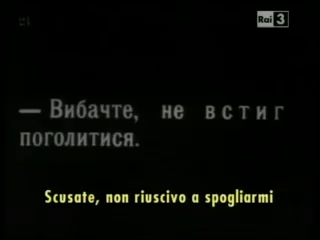 Rai 3
— Вибачте, не встиг
поголитися.
Scusate, non riuscivo a spogliarmi